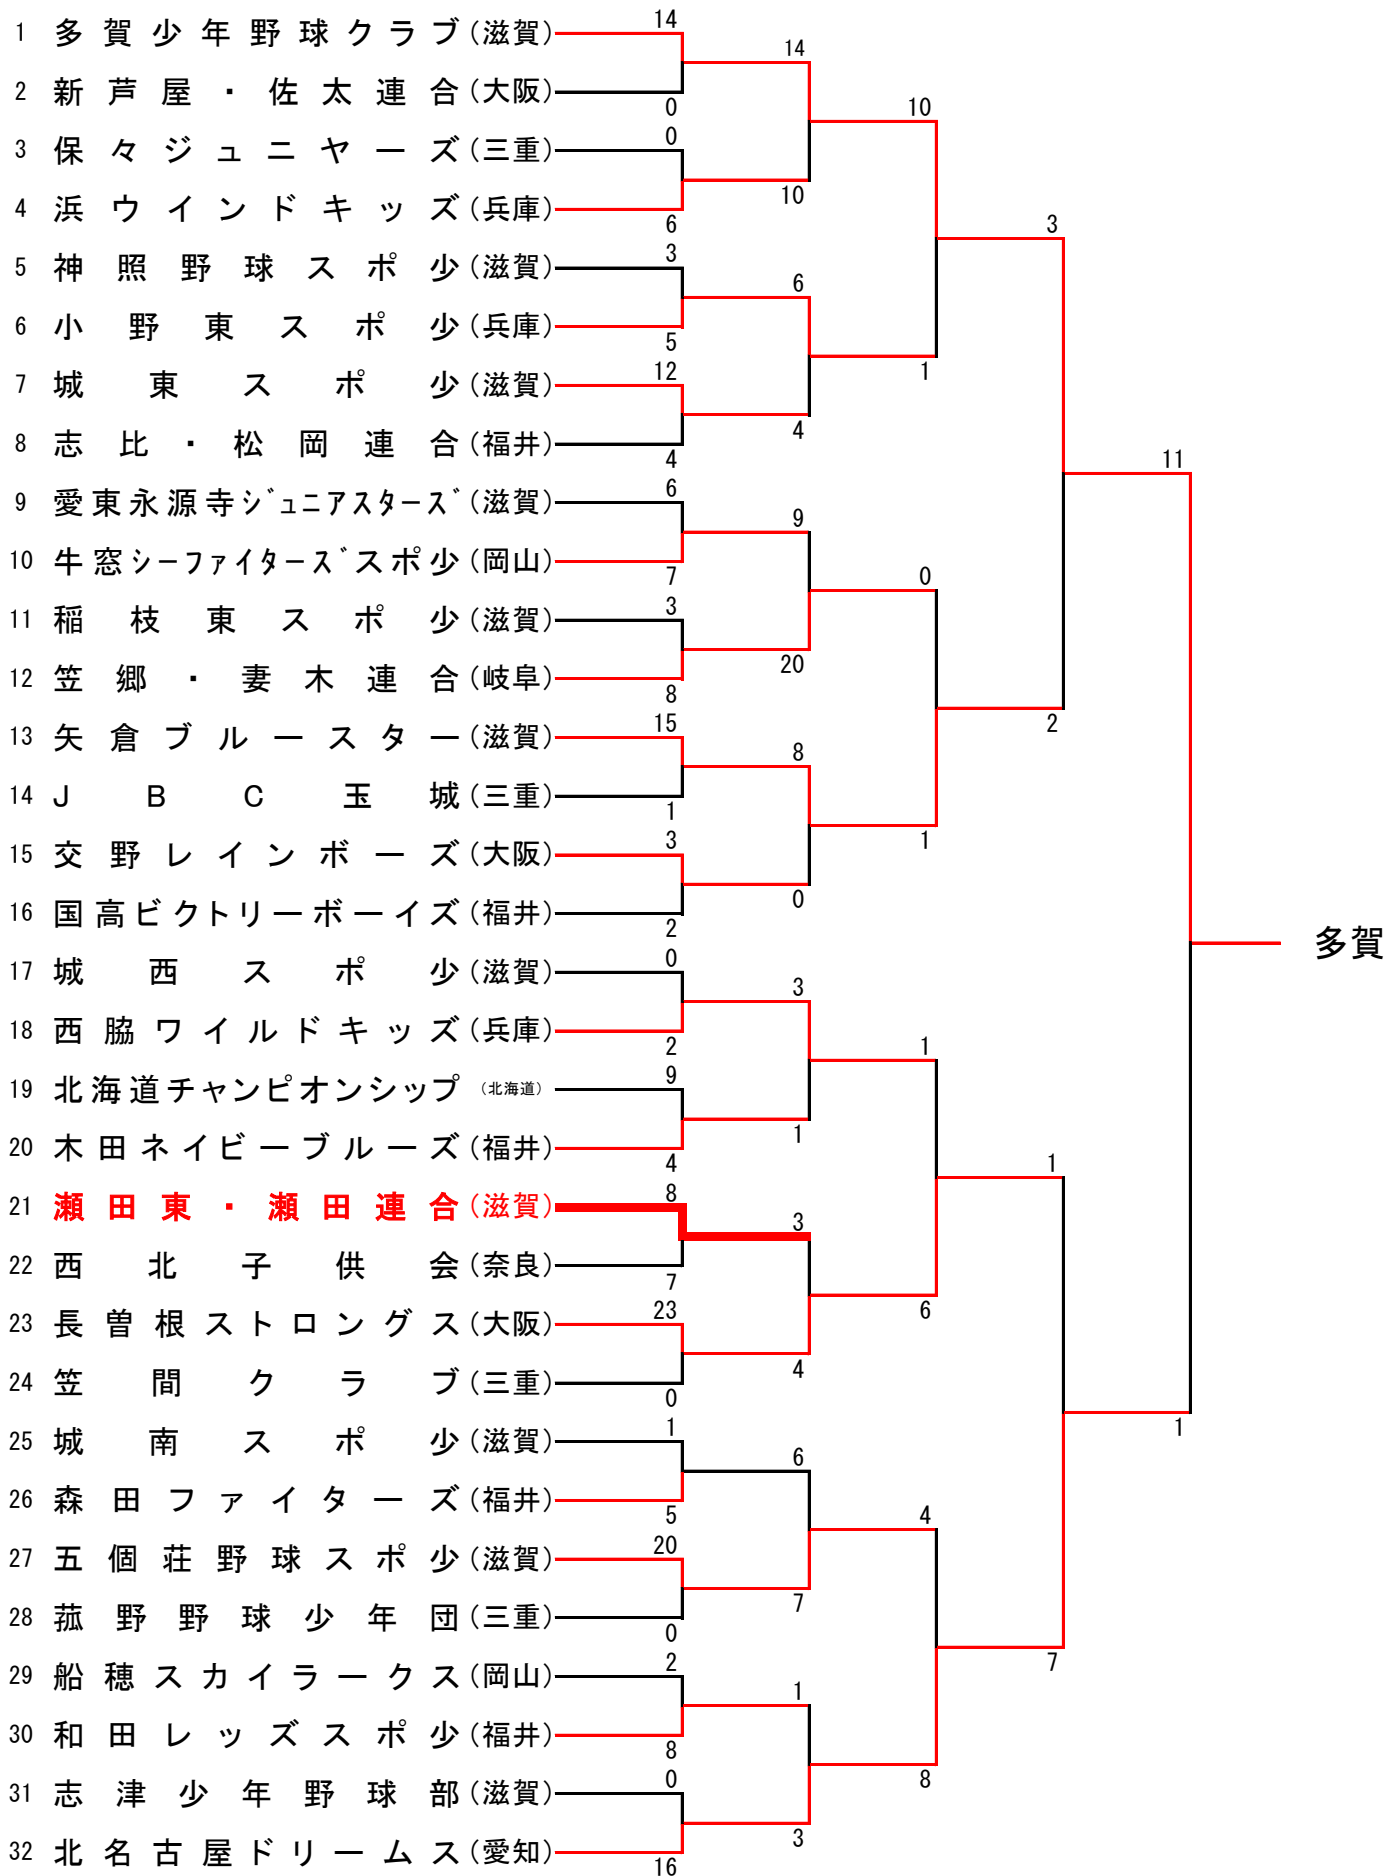 14
1 多賀少年野球クラブ(滋賀)
14
2 新芦屋・佐太連合(大阪)
0
10
0
3 保々ジュニヤーズ(三重)
10
4 浜ウインドキッズ(兵庫)
6
3
3
5 神照野球スポ少(滋賀)
6
6 小野東スポ少(兵庫)
5
1
12
7 城東スポ少(滋賀)
4
8 志比・松岡連合(福井)
4
11
6
9 愛東永源寺ジュニアスターズ(滋賀)
9
10 牛窓シーファイターズスポ少(岡山)
7
0
3
11 稲枝東スポ少(滋賀)
20
12 笠郷・妻木連合(岐阜)
8
2
15
13 矢倉ブルースター(滋賀)
8
14 JBC玉城(三重)
1
1
3
15 交野レインボーズ(大阪)
0
16 国高ビクトリーボーイズ(福井)
2
多賀
0
17 城西スポ少(滋賀)
3
18 西脇ワイルドキッズ(兵庫)
2
1
9
19 北海道チャンピオンシップ(北海道)
1
20 木田ネイビーブルーズ(福井)
4
1
8
21 瀬田東・瀬田連合(滋賀)
3
22 西北子供会(奈良)
7
6
23
23 長曽根ストロングス(大阪)
4
24 笠間クラブ(三重)
0
1
1
25 城南スポ少(滋賀)
6
26 森田ファイターズ(福井)
5
4
20
27 五個荘野球スポ少(滋賀)
7
28 菰野野球少年団(三重)
0
7
2
29 船穂スカイラークス(岡山)
1
30 和田レッズスポ少(福井)
8
8
0
31 志津少年野球部(滋賀)
3
32 北名古屋ドリームス(愛知)
16